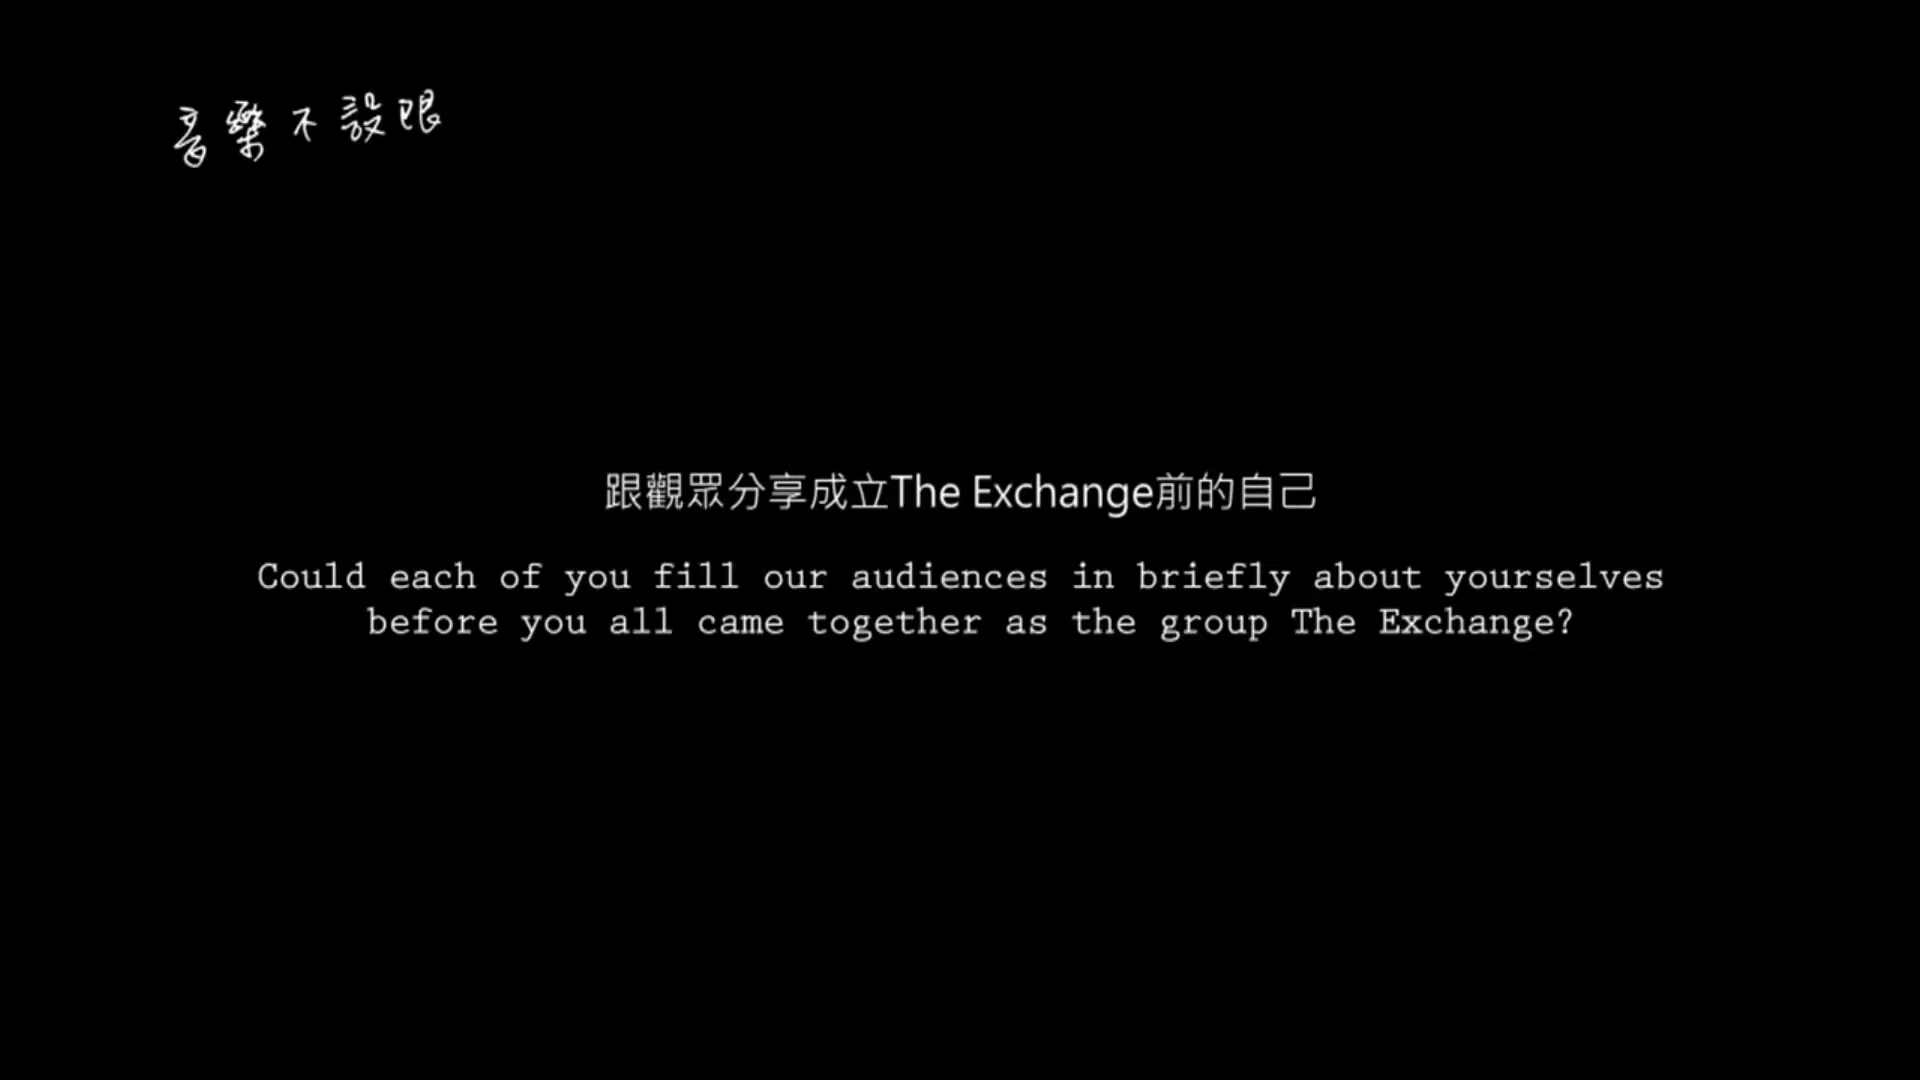 音樂不設限
跟觀眾分享成立The Exchange前的自己
Could each of you fill our audiences in briefly about yourselves
before you all came together as the group The Exchange?